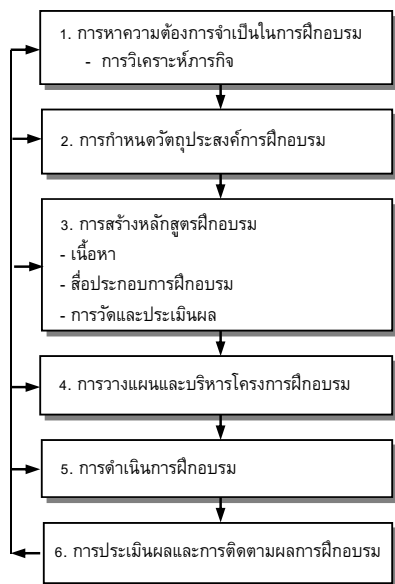 1. การหาความต้องการจำเป็นในการฝึกอบรม
- การวิเคราะห์ภารกิจ
2. การกำหนดวัตถุประสงค์การฝึกอบรม
3. การสร้างหลักสูตรฝึกอบรม
- เนื้อหา
- สื่อประกอบการฝึกอบรม
- การวัดและประเมินผล
4. การวางแผนและบริหารโครงการฝึกอบรม
5. การดำเนินการฝึกอบรม
6. การประเมินผลและการติดตามผลการฝึกอบรม